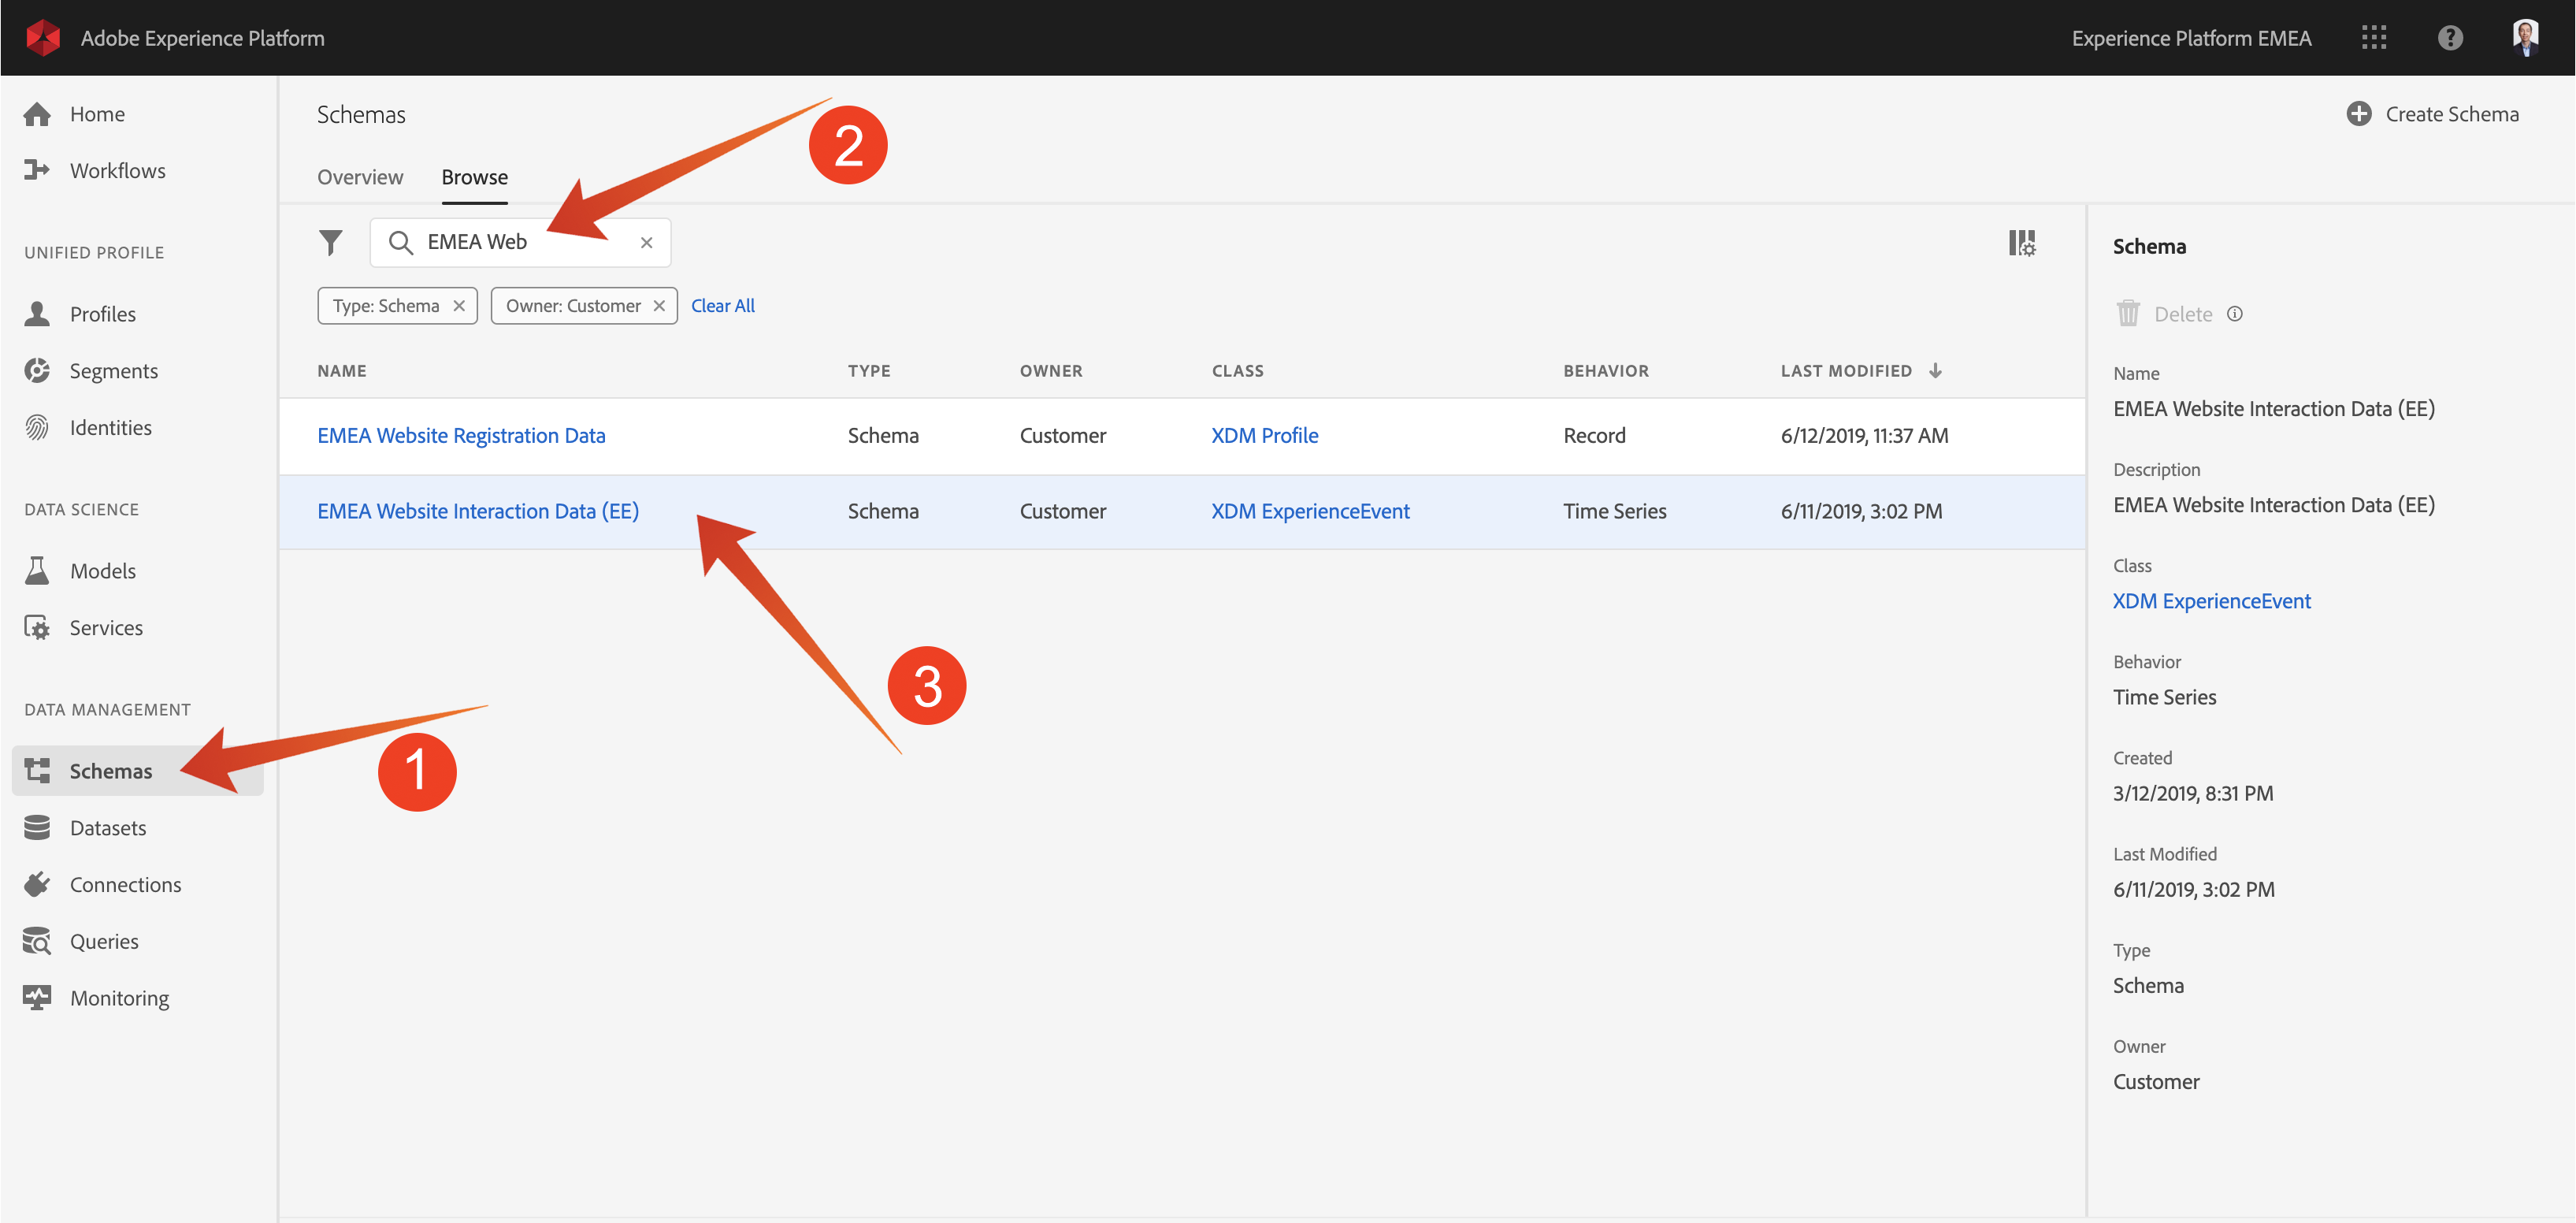 Adobe Experience Platform
Experience Platform EMEA
Home
Workflows
UNIFIED PROFILE
Profiles
Segments
Identities
DATA SCIENCE
Models
Services
DATA MANAGEMENT
Schemas
Datasets
Connections
Queries
Monitoring
1
Schemas
Create Schema
2
Overview Browse
EMEA Web
Type: Schema Owner: Customer Clear All
NAME TYPE OWNER CLASS BEHAVIOR LAST MODIFIED
EMEA Website Registration Data Schema Customer XDM Profile Record 6/12/2019, 11:37 AM
EMEA Website Interaction Data (EE) Schema Customer XDM ExperienceEvent Time Series 6/11/2019, 3:02 PM
3
Schema
Delete
Name
EMEA Website Interaction Data (EE)
Description
EMEA Website Interaction Data (EE)
Class
XDM ExperienceEvent
Behavior
Time Series
Created
3/12/2019, 8:31 PM
Last Modified
6/11/2019, 3:02 PM
Type
Schema
Owner
Customer